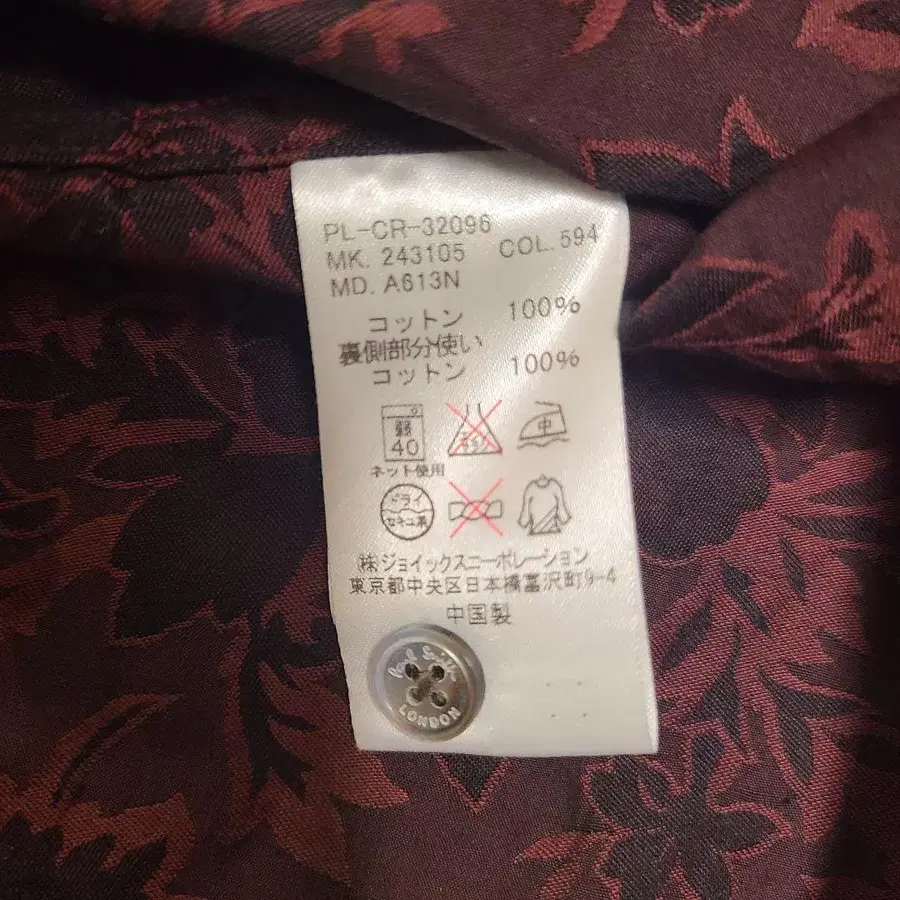 PL-CR-32096
MK. 243105 COL. 594
MD. A613N
コットン 100%
裏側部分使い
コットン 100%
弱
40
中
ネット使用
ドライ
セキユ系
㈱ジョイックスコーポレーション
東京都中央区日本橋富沢町9-4
中国製
Paul Smith
LONDON